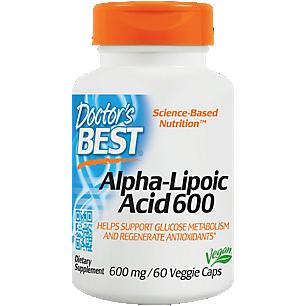 Doctor's
BEST
Science-Based
Nutrition™
Alpha-Lipoic
Acid 600
HELPS SUPPORT GLUCOSE METABOLISM
AND REGENERATE ANTIOXIDANTS*
Vegan
Dietary
Supplement
600 mg/60 Veggie Caps